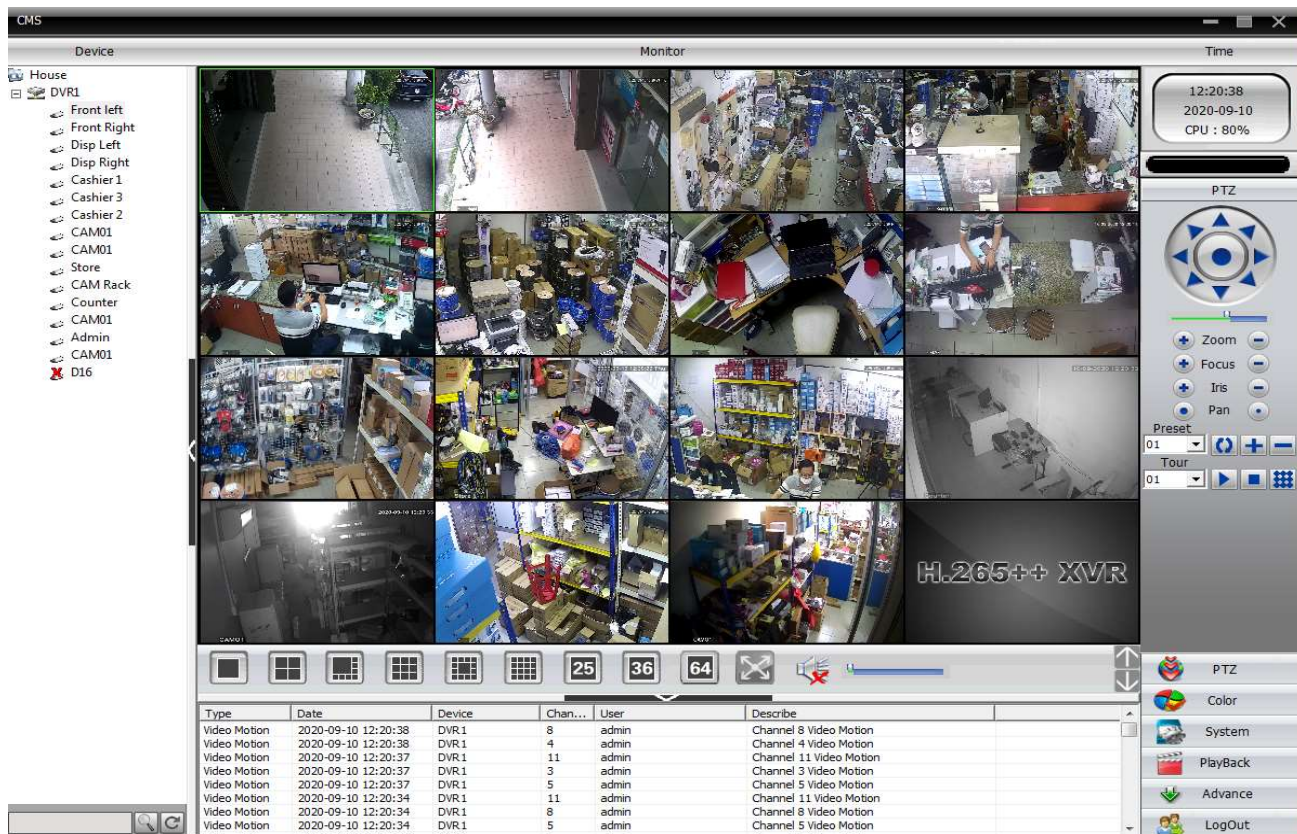 CMS
Device
Monitor
Time
House
DVR1
Front left
Front Right
Disp Left
Disp Right
Cashier 1
Cashier 3
Cashier 2
CAM01
CAM01
Store
CAM Rack
Counter
CAM01
Admin
CAM01
D16
H.265++ XVR
CAM01
25 36 64
12:20:38
2020-09-10
CPU : 80%
PTZ
Zoom
Focus
Iris
Pan
Preset
01
Tour
01
PTZ
Color
System
PlayBack
Advance
LogOut
Type Date Device Chan... User Describe
Video Motion 2020-09-10 12:20:38 DVR1 8 admin Channel 8 Video Motion
Video Motion 2020-09-10 12:20:38 DVR1 4 admin Channel 4 Video Motion
Video Motion 2020-09-10 12:20:37 DVR1 11 admin Channel 11 Video Motion
Video Motion 2020-09-10 12:20:37 DVR1 3 admin Channel 3 Video Motion
Video Motion 2020-09-10 12:20:37 DVR1 5 admin Channel 5 Video Motion
Video Motion 2020-09-10 12:20:34 DVR1 11 admin Channel 11 Video Motion
Video Motion 2020-09-10 12:20:34 DVR1 8 admin Channel 8 Video Motion
Video Motion 2020-09-10 12:20:34 DVR1 5 admin Channel 5 Video Motion